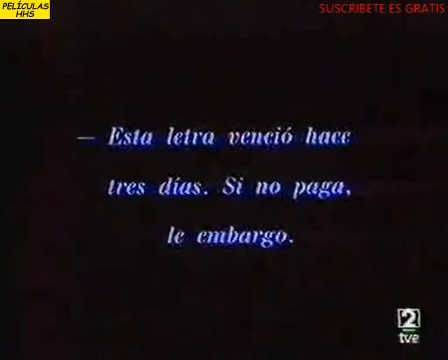 PELÍCULAS
HHS
SUSCRIBETE ES GRATIS
— Esta letra venció hace
tres días. Si no paga,
le embargo.
2
tve